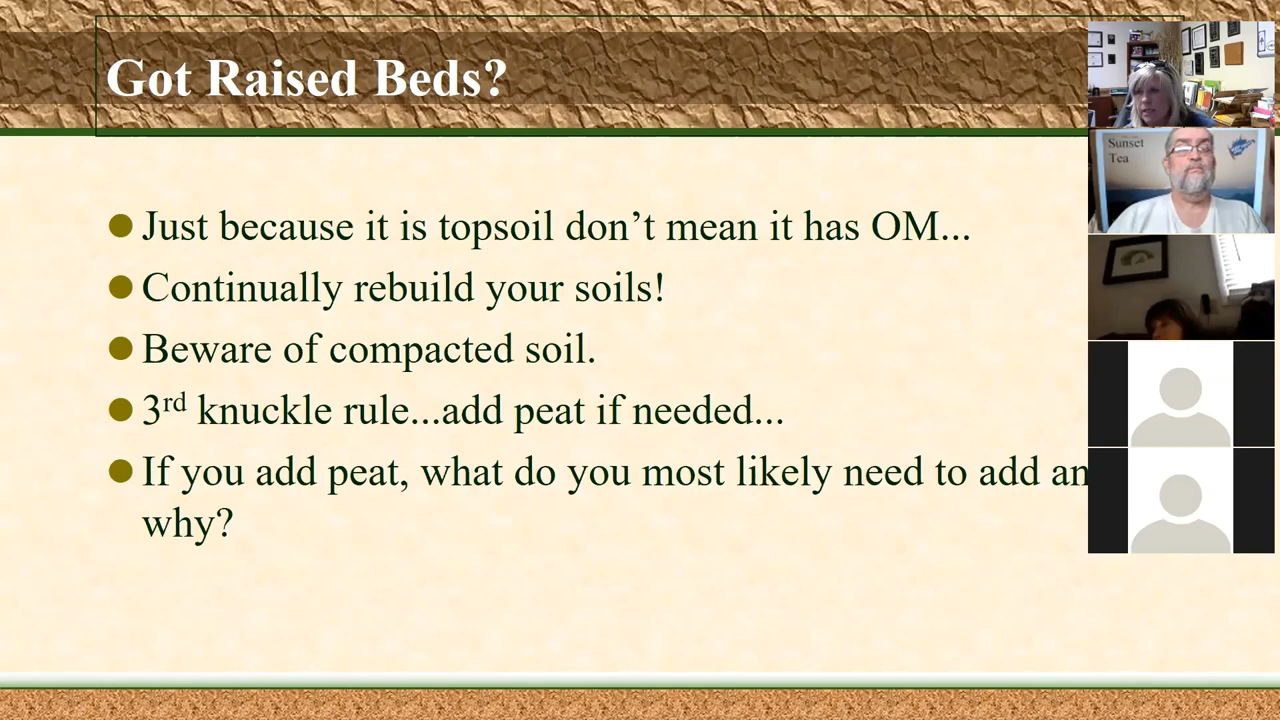 Got Raised Beds?
Just because it is topsoil don’t mean it has OM...
Continually rebuild your soils!
Beware of compacted soil.
3rd knuckle rule...add peat if needed...
If you add peat, what do you most likely need to add an
why?
Sunset
Tea